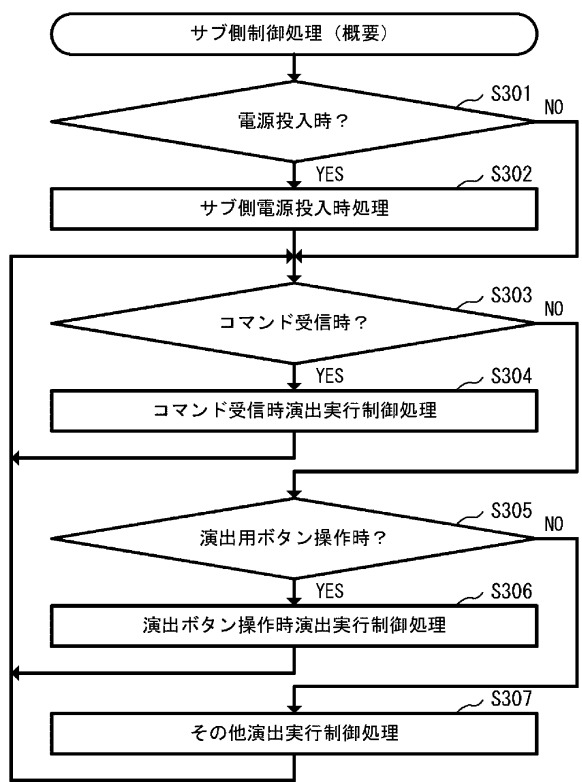 サブ側制御処理（概要）
S301
電源投入時？
NO
YES
S302
サブ側電源投入時処理
S303
コマンド受信時？
NO
YES
S304
コマンド受信時演出実行制御処理
S305
演出用ボタン操作時？
NO
YES
S306
演出ボタン操作時演出実行制御処理
S307
その他演出実行制御処理